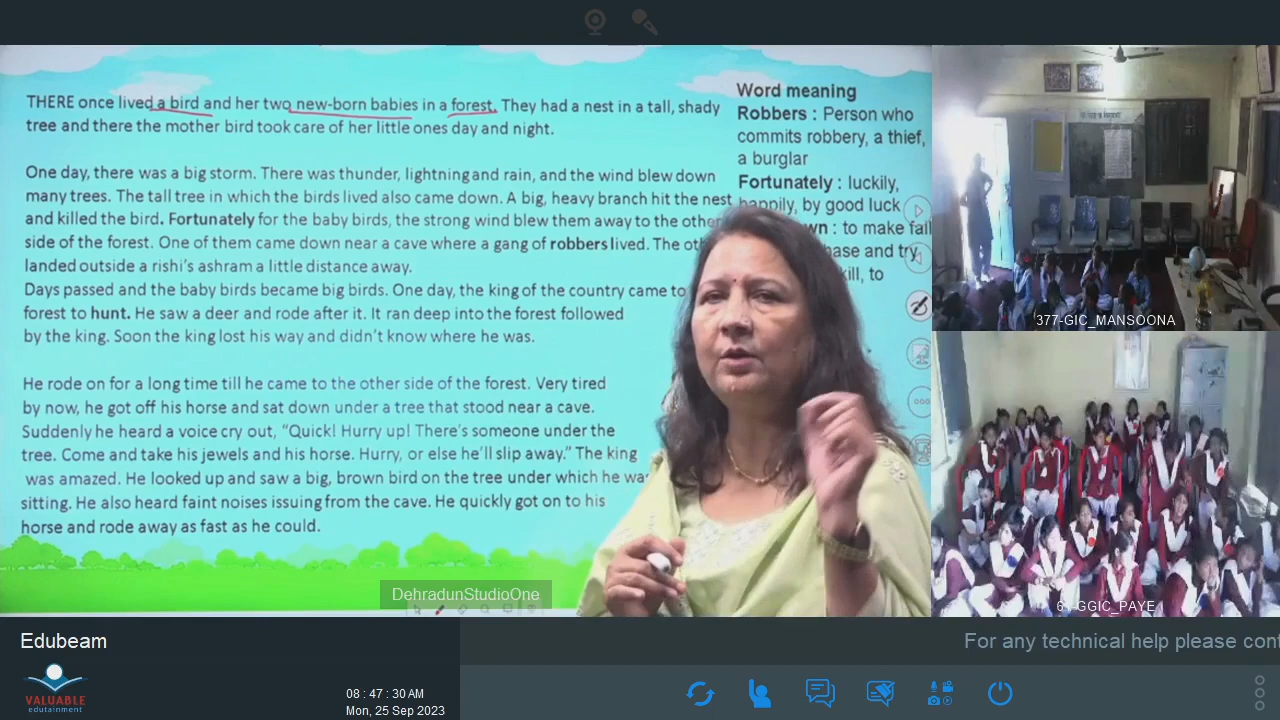 THERE once lived a bird and her two new-born babies in a forest. They had a nest in a tall, shady
tree and there the mother bird took care of her little ones day and night.
One day, there was a big storm. There was thunder, lightning and rain, and the wind blew down
many trees. The tall tree in which the birds lived also came down. A big, heavy branch hit the nest
and killed the bird. Fortunately for the baby birds, the strong wind blew them away to the other
side of the forest. One of them came down near a cave where a gang of robbers lived. The
landed outside a rishi's ashram a little distance away.
Days passed and the baby birds became big birds. One day, the king of the country came to
forest to hunt. He saw a deer and rode after it. It ran deep into the forest followed
by the king. Soon the king lost his way and didn't know where he was.
He rode on for a long time till he came to the other side of the forest. Very tired
by now, he got off his horse and sat down under a tree that stood near a cave.
Suddenly he heard a voice cry out, "Quick! Hurry up! There's someone under the
tree. Come and take his jewels and his horse. Hurry, or else he'll slip away." The king
was amazed. He looked up and saw a big, brown bird on the tree under which he
sitting. He also heard faint noises issuing from the cave. He quickly got on to his
horse and rode away as fast as he could.
Word meaning
Robbers : Person who
commits robbery, a thief,
a burglar
Fortunately : luckily,
happily, by good luck
: to make fall
and try
kill, to
DehradunStudioOne
377-GIC_MANSOONA
GGIC_PAYE
Edubeam
VALUABLE
edutainment
08 : 47 : 30 AM
Mon, 25 Sep 2023
For any technical help please cont